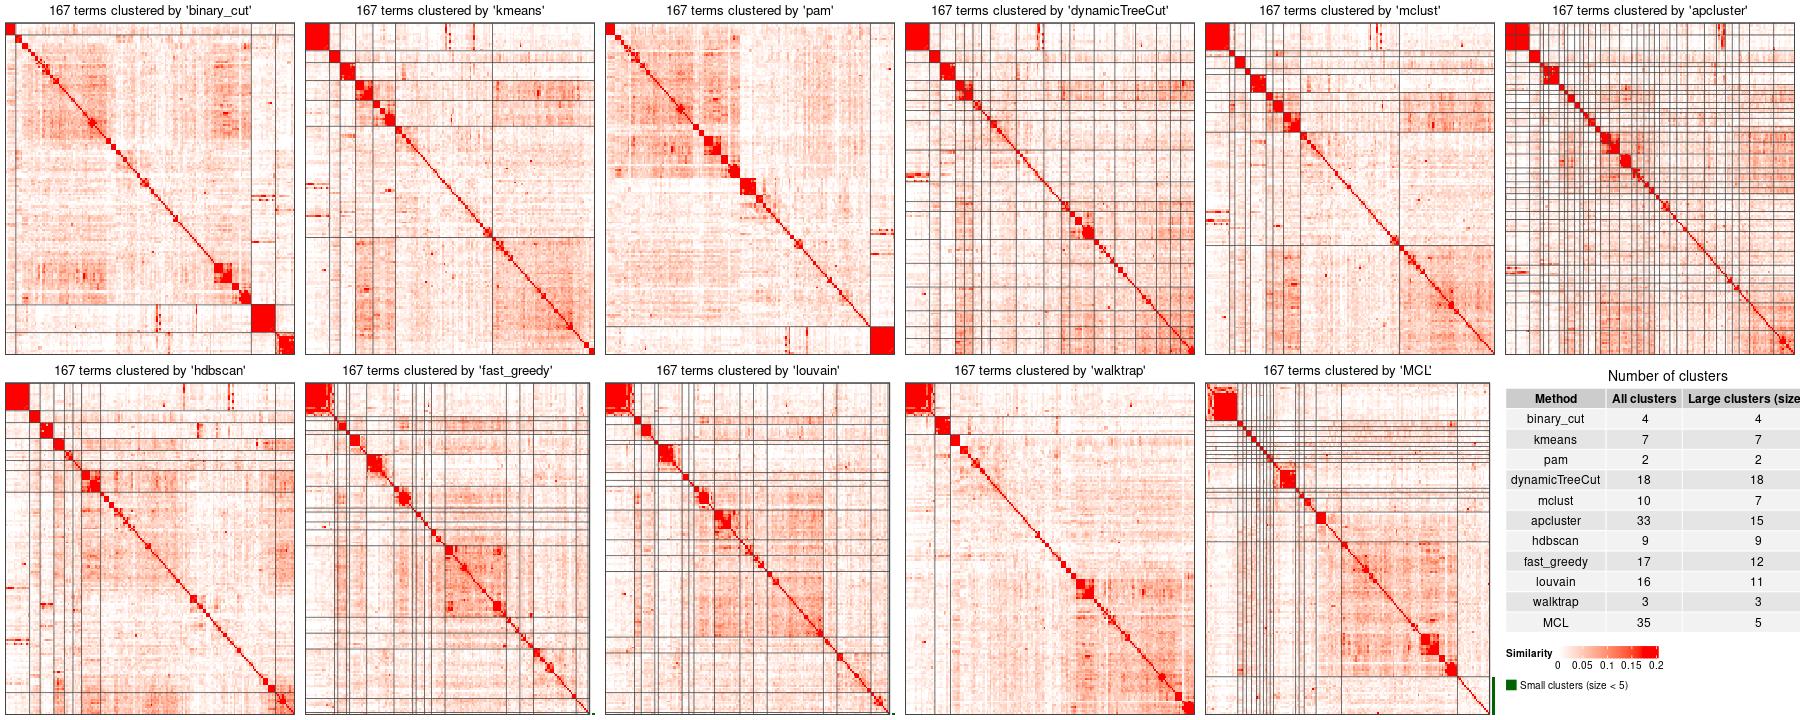 167 terms clustered by 'binary_cut'
167 terms clustered by 'kmeans'
167 terms clustered by 'pam'
167 terms clustered by 'dynamicTreeCut'
167 terms clustered by 'mclust'
167 terms clustered by 'apcluster'
167 terms clustered by 'hdbscan'
167 terms clustered by 'fast_greedy'
167 terms clustered by 'louvain'
167 terms clustered by 'walktrap'
167 terms clustered by 'MCL'
Number of clusters
Method All clusters Large clusters (size
binary_cut 4 4
kmeans 7 7
pam 2 2
dynamicTreeCut 18 18
mclust 10 7
apcluster 33 15
hdbscan 9 9
fast_greedy 17 12
louvain 16 11
walktrap 3 3
MCL 35 5
Similarity
0 0.05 0.1 0.15 0.2
Small clusters (size < 5)